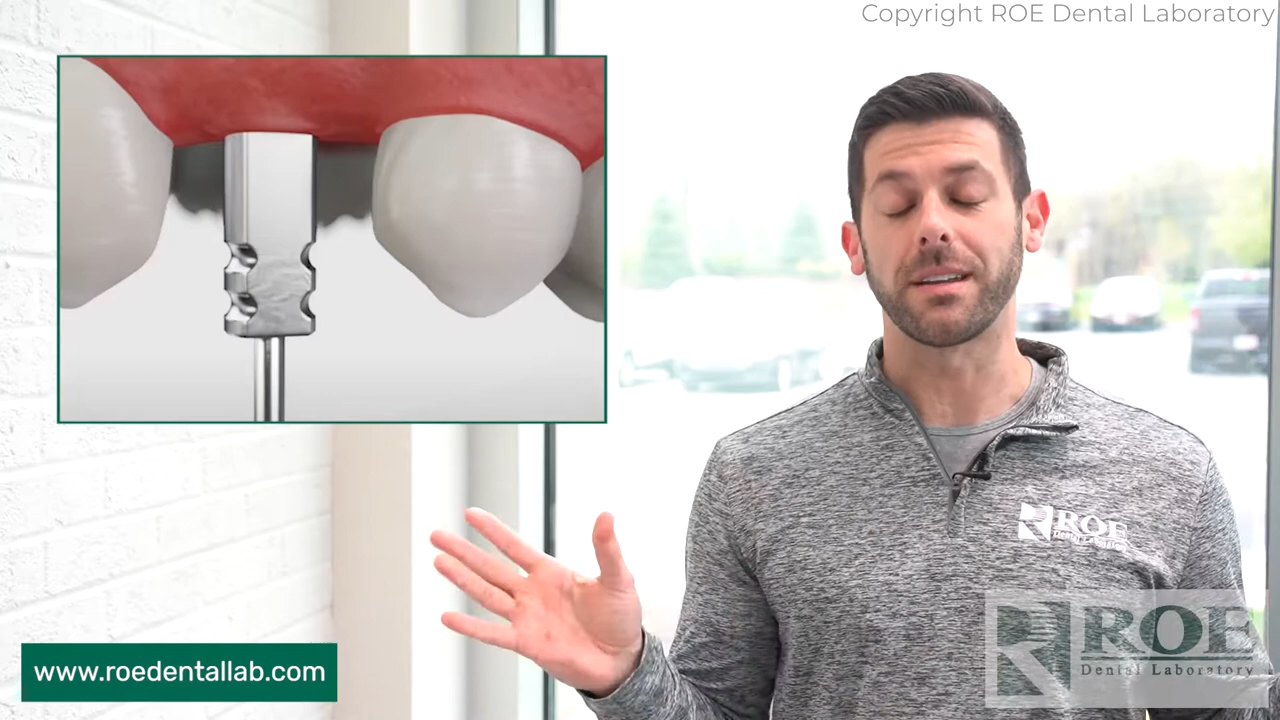 Copyright ROE Dental Laboratory
ROE
www.roedentallab.com
ROE
Dental Laboratory